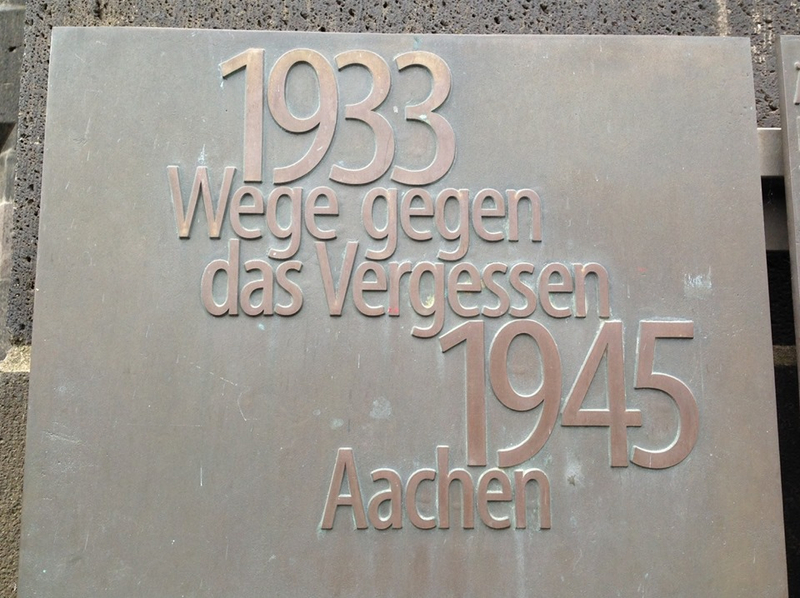 1933
Wege gegen
das Vergessen
1945
Aachen